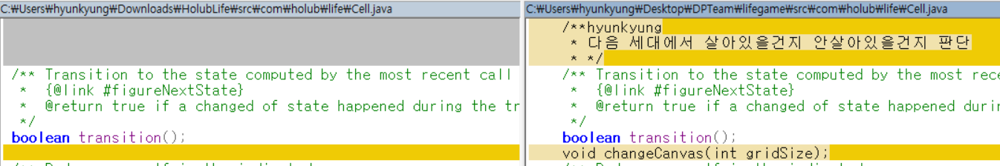 C:₩Users₩hyunkyung₩Downloads₩HolubLife₩src₩com₩holub₩life₩Cell.java
/** Transition to the state computed by the most recent call
* {@link #figureNextState}
* @return true if a changed of state happened during the tr
*/
boolean transition();
C:₩Users₩hyunkyung₩Desktop₩DPTeam₩lifegame₩src₩com₩holub₩life₩Cell.java
/**hyunkyung
* 다음 세대에서 살아있을건지 안살아있을건지 판단
* */
/** Transition to the state computed by the most rece
* {@link #figureNextState}
* @return true if a changed of state happened durin
*/
boolean transition();
void changeCanvas(int gridSize);